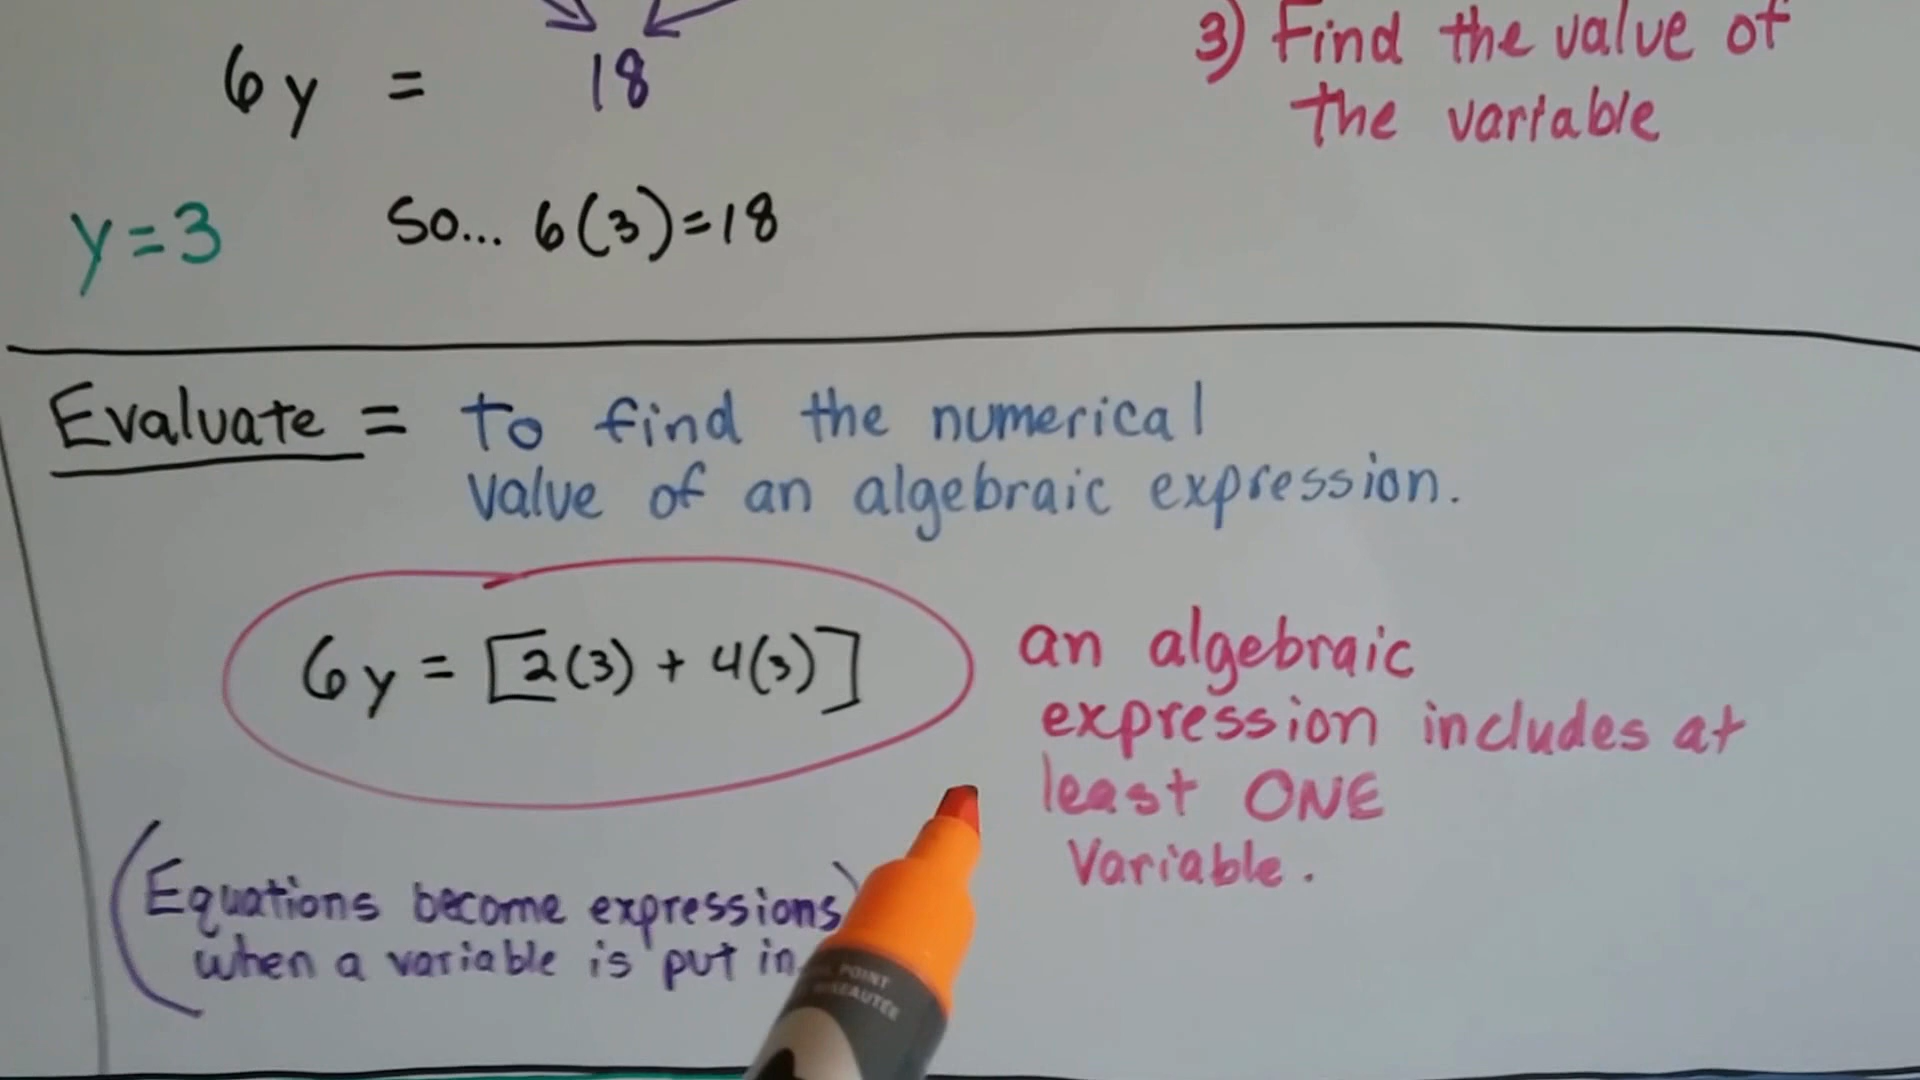 6y = 18
3) Find the value of
the variable
y=3 So... 6(3)=18
Evaluate = to find the numerical
value of an algebraic expression.
6y = [2(3) + 4(3)]
an algebraic
expression includes at
least ONE
Variable.
(Equations become expressions)
when a variable is put in
POINT